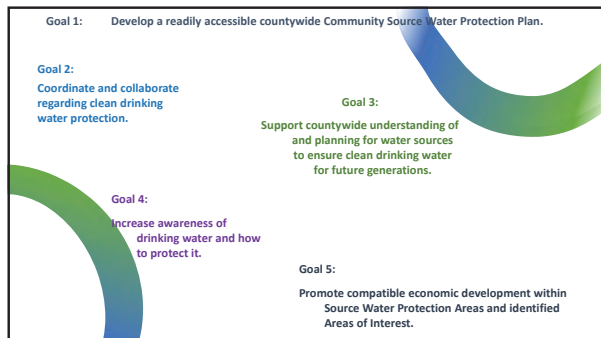 Goal 1: Develop a readily accessible countywide Community Source Water Protection Plan.
Goal 2:
Coordinate and collaborate
regarding clean drinking
water protection.
Goal 3:
Support countywide understanding of
and planning for water sources
to ensure clean drinking water
for future generations.
Goal 4:
Increase awareness of
drinking water and how
to protect it.
Goal 5:
Promote compatible economic development within
Source Water Protection Areas and identified
Areas of Interest.